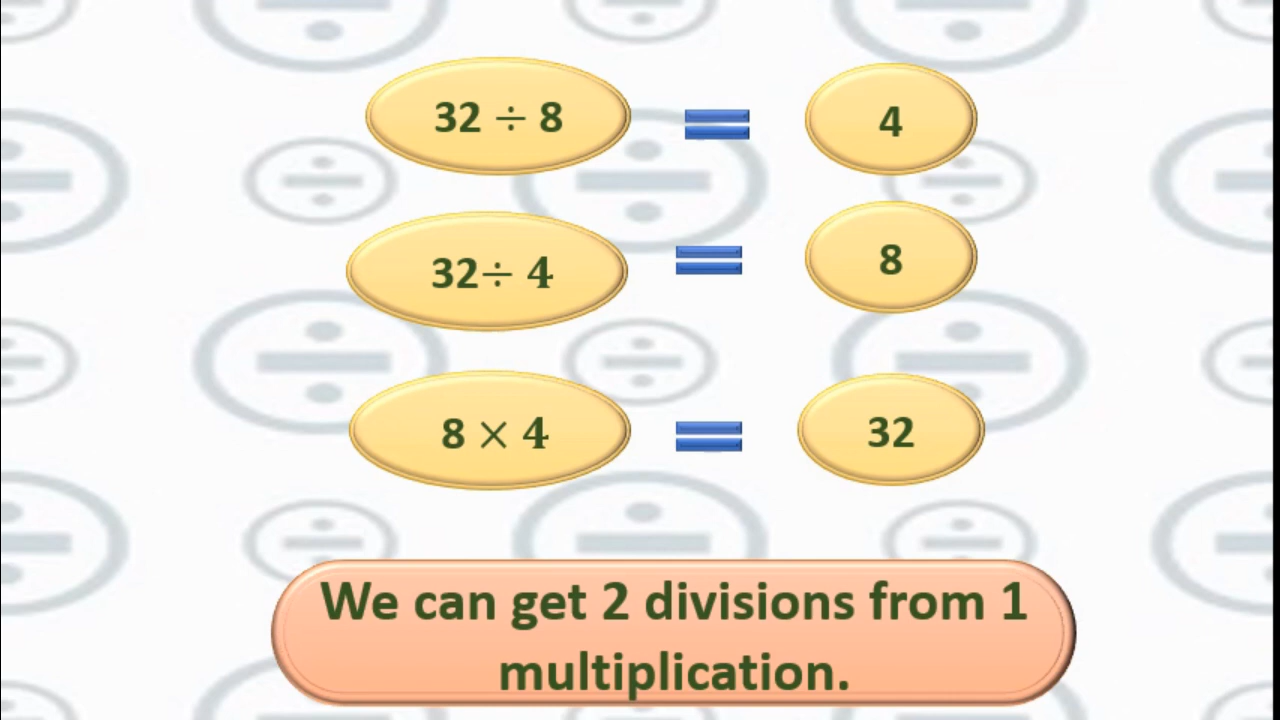 32 ÷ 8 = 4
32÷ 4 = 8
8 × 4 = 32
We can get 2 divisions from 1
multiplication.